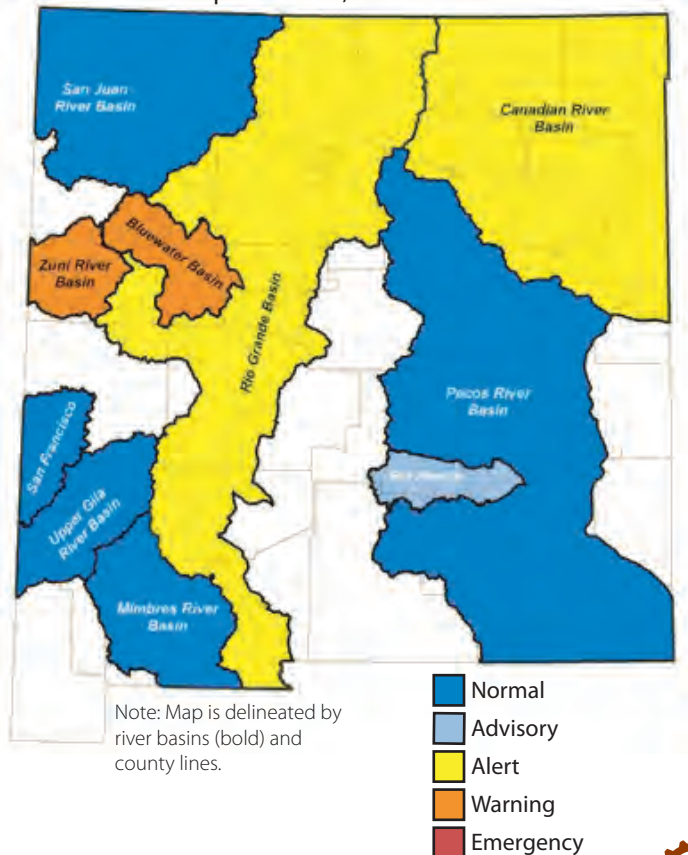 San Juan
River Basin
Canadian River
Basin
Bluewater Basin
Zuni River
Basin
Rio Grande Basin
Pecos River
Basin
San Francisco
Upper Gila
River Basin
Mimbres River
Basin
Note: Map is delineated by
river basins (bold) and
county lines.
Normal
Advisory
Alert
Warning
Emergency